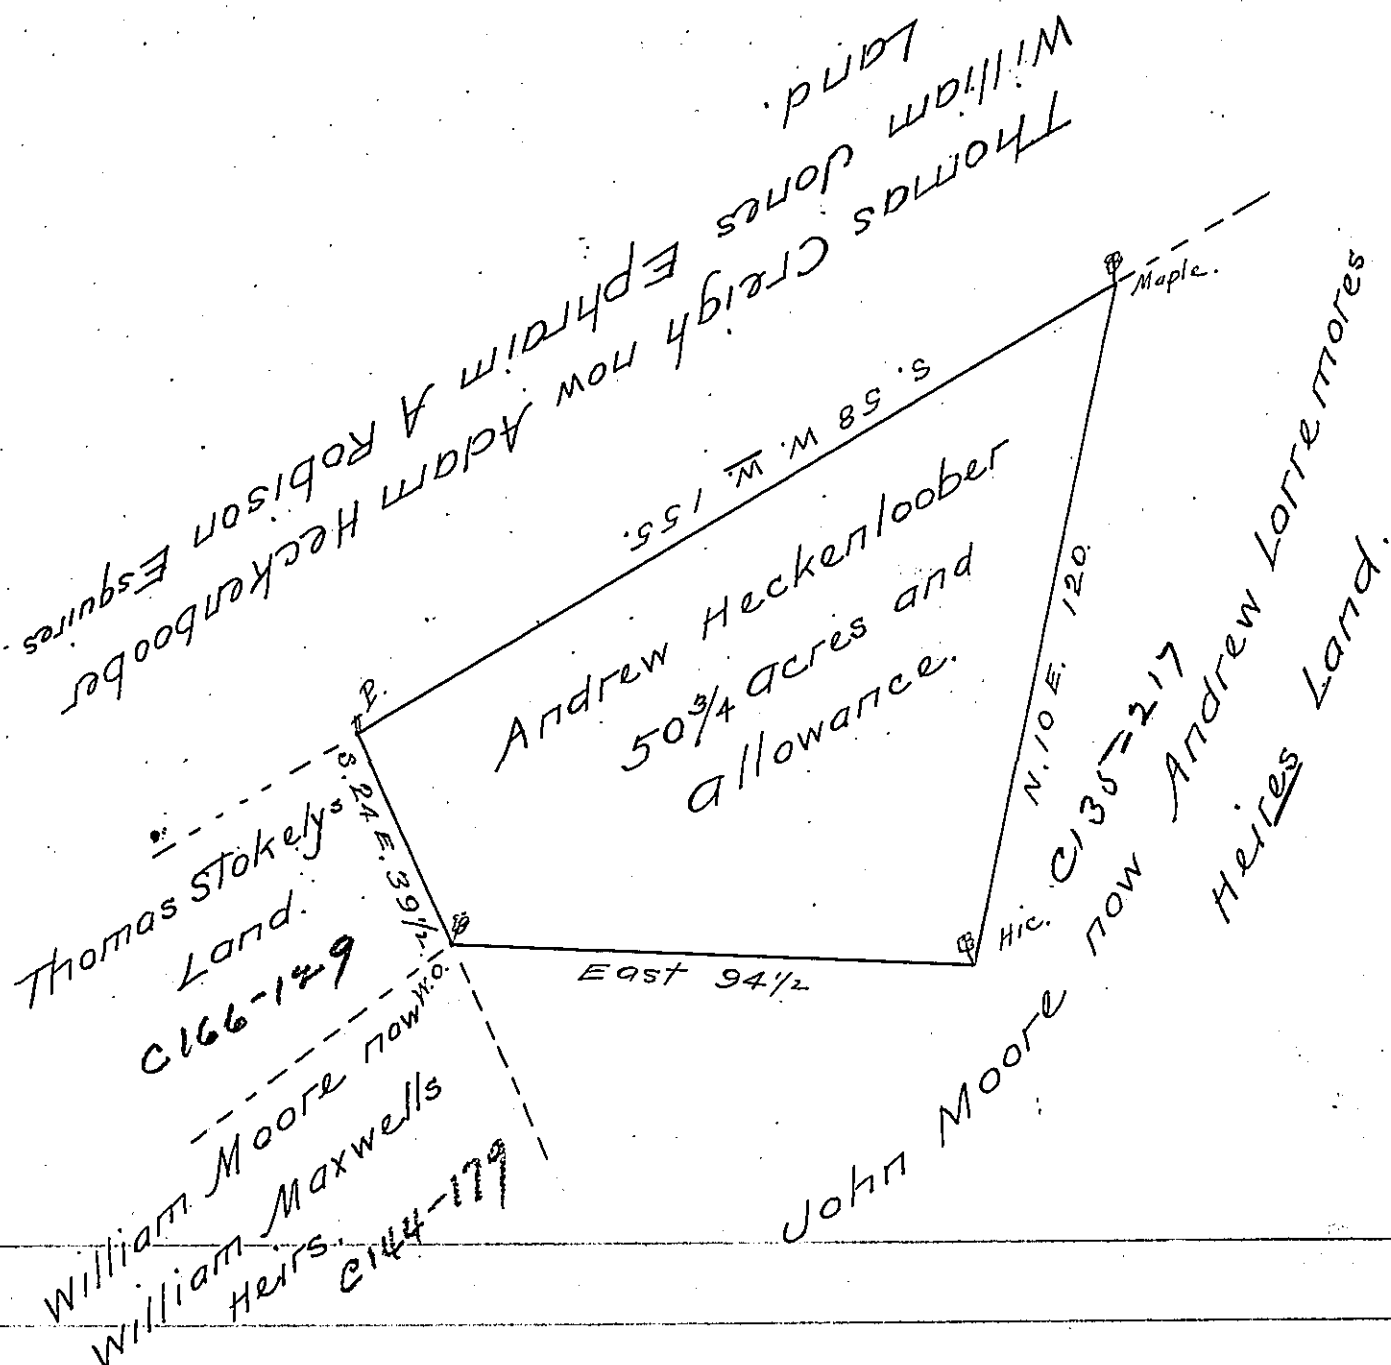 Thomas Creigh now Adam Heckenboober
William Jones Ephraim A Robison Esquires
Land.
Maple.
S. 58 W. W. 155.
Andrew Heckenloober
50¾ acres and
allowance.
N. 10 E. 120.
P.
S. 24 E. 39½.
Thomas Stokelys
Land.
C166-129
W.O.
East 94½
Hic.
C135-217
John Moore now Andrew Lorremores
Heires Land.
William Moore now
William Maxwells
Heirs.
C144-179